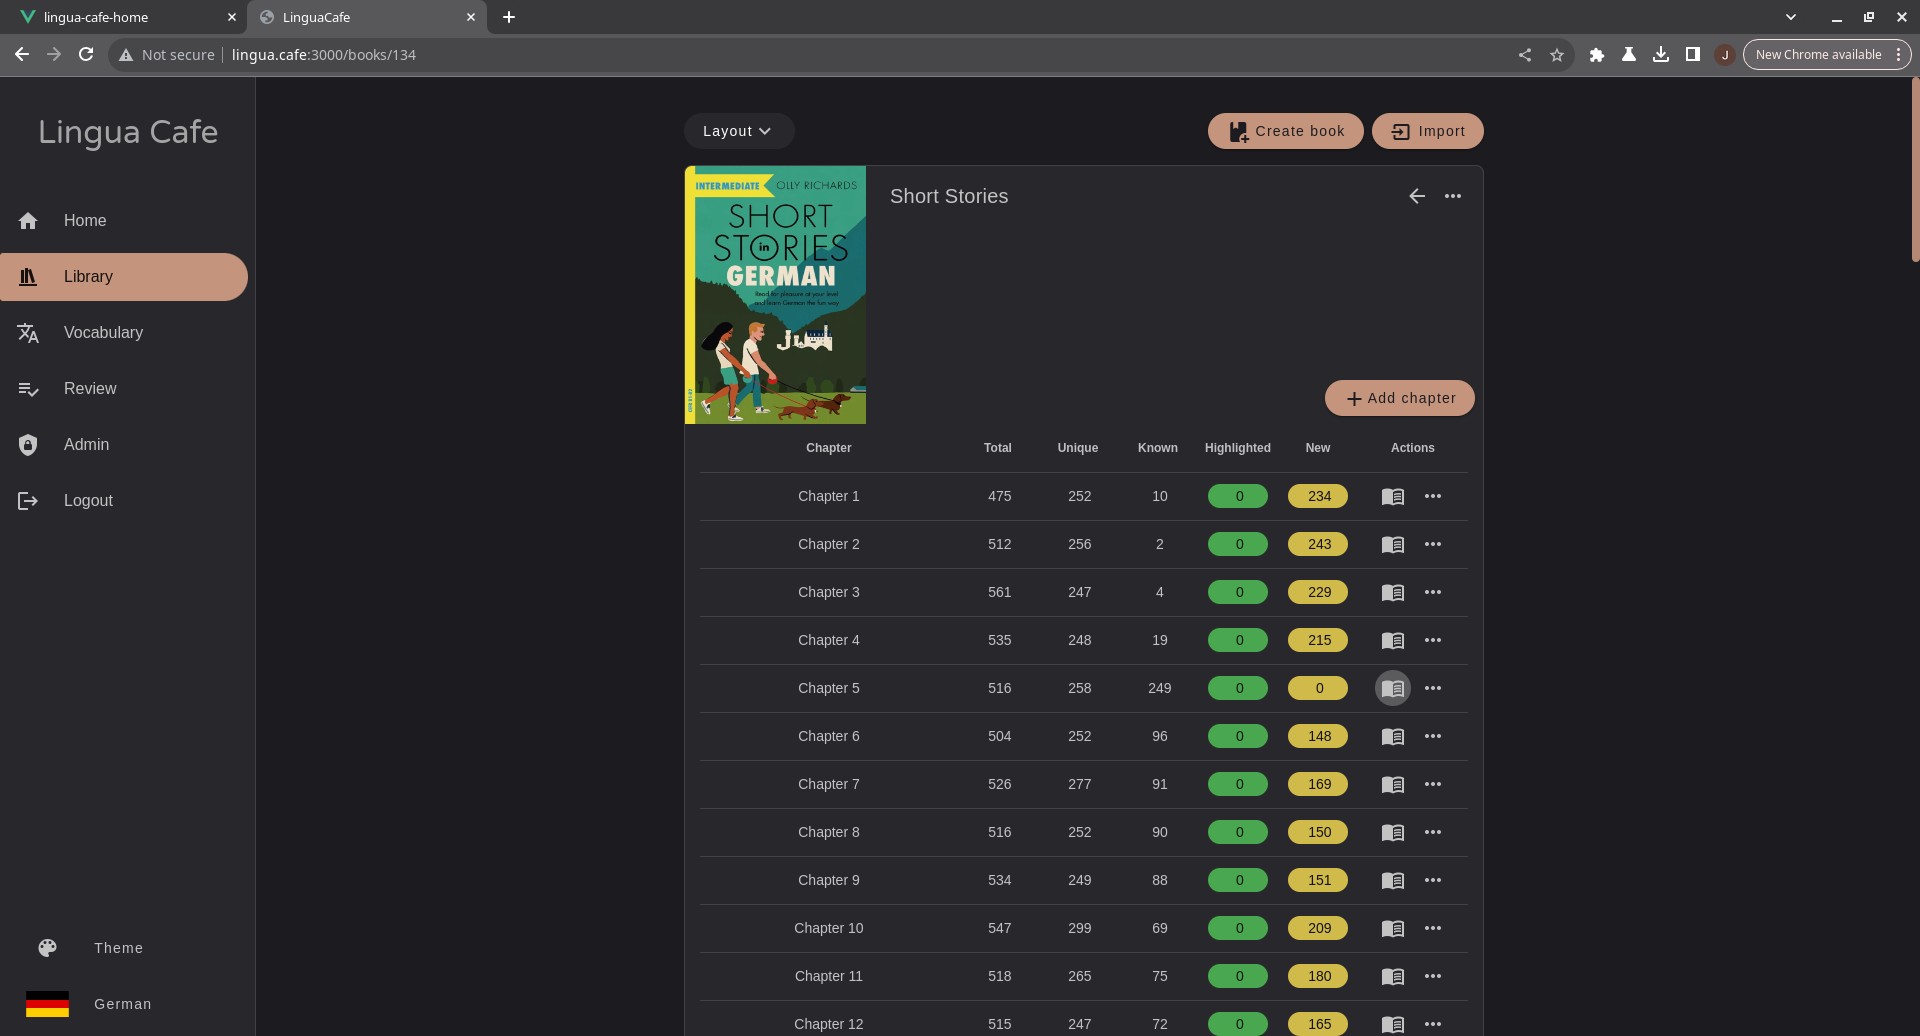 lingua-cafe-home
LinguaCafe
Not secure
lingua.cafe:3000/books/134
J
New Chrome available
Lingua Cafe
Home
Library
Vocabulary
Review
Admin
Logout
Theme
German
Layout
Create book
Import
INTERMEDIATE
OLLY RICHARDS
SHORT
STORIES
in
GERMAN
Read for pleasure at your level
and learn German the fun way
Short Stories
Add chapter
Chapter Total Unique Known Highlighted New Actions
Chapter 1 475 252 10 0 234
Chapter 2 512 256 2 0 243
Chapter 3 561 247 4 0 229
Chapter 4 535 248 19 0 215
Chapter 5 516 258 249 0 0
Chapter 6 504 252 96 0 148
Chapter 7 526 277 91 0 169
Chapter 8 516 252 90 0 150
Chapter 9 534 249 88 0 151
Chapter 10 547 299 69 0 209
Chapter 11 518 265 75 0 180
Chapter 12 515 247 72 0 165